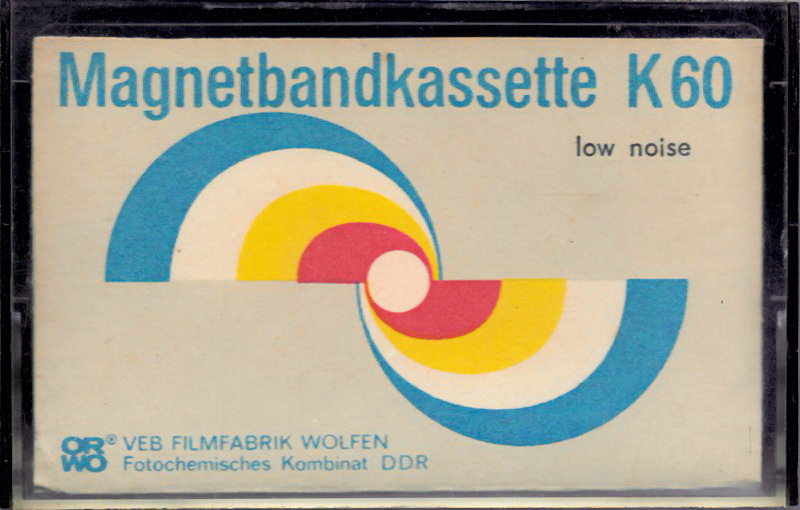 Magnetbandkassette K60
low noise
ORWO® VEB FILMFABRIK WOLFEN
Fotochemisches Kombinat DDR